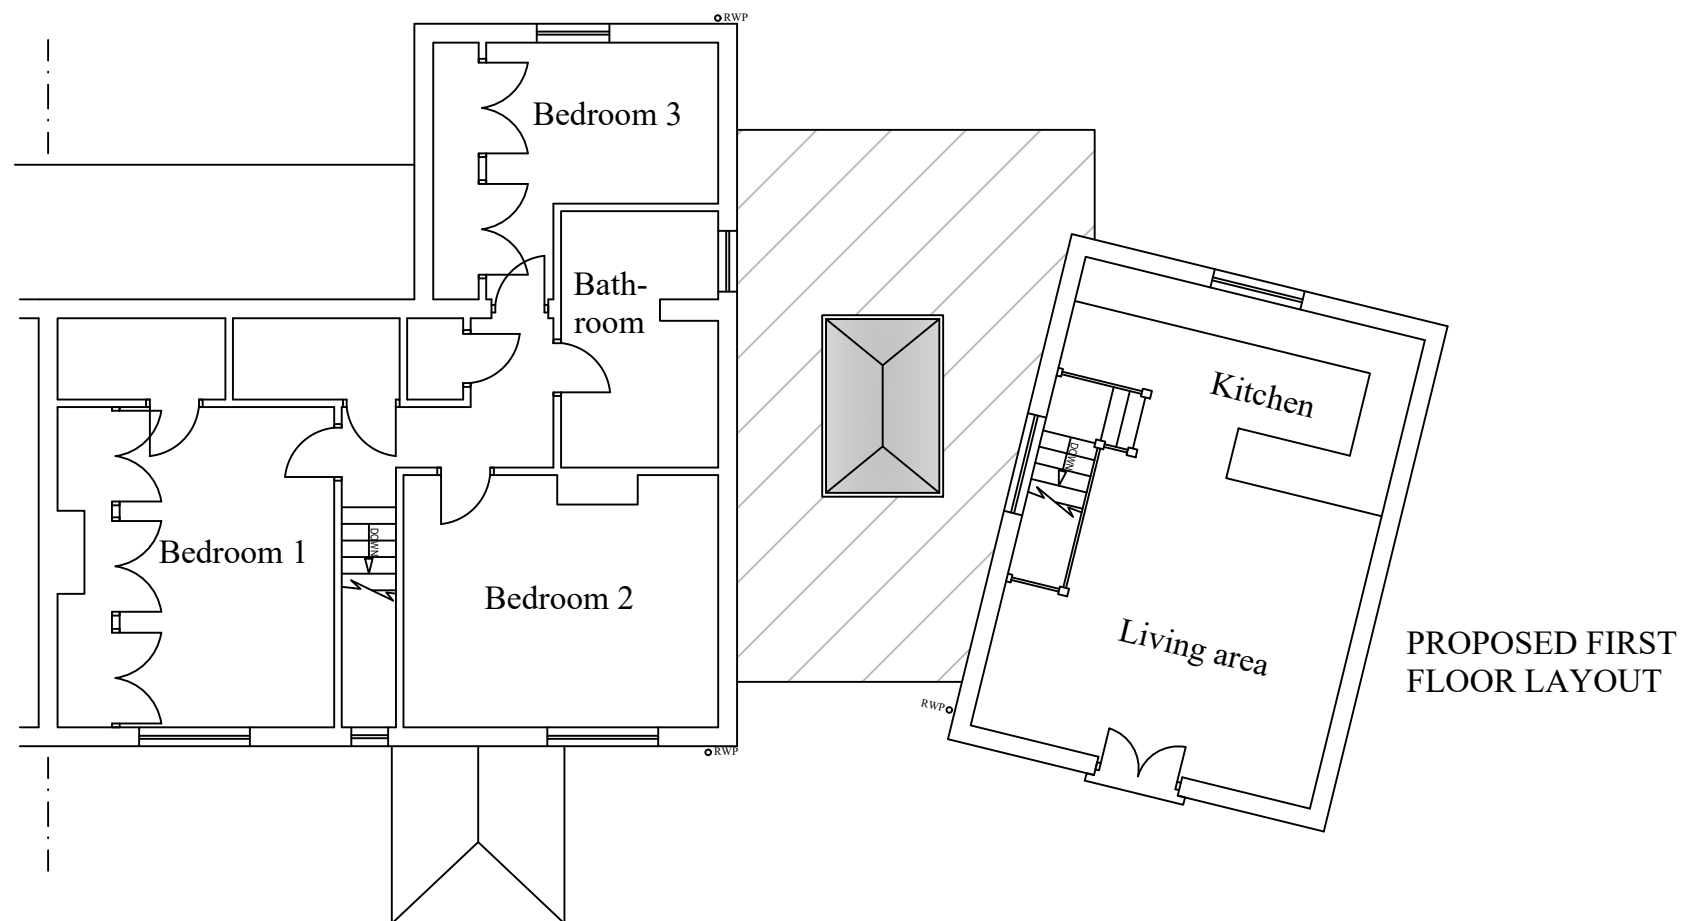 RWP
Bedroom 3
Bath-
room
Kitchen
DOWN
Bedroom 1
DOWN
Bedroom 2
Living area
PROPOSED FIRST
FLOOR LAYOUT
RWP
RWP